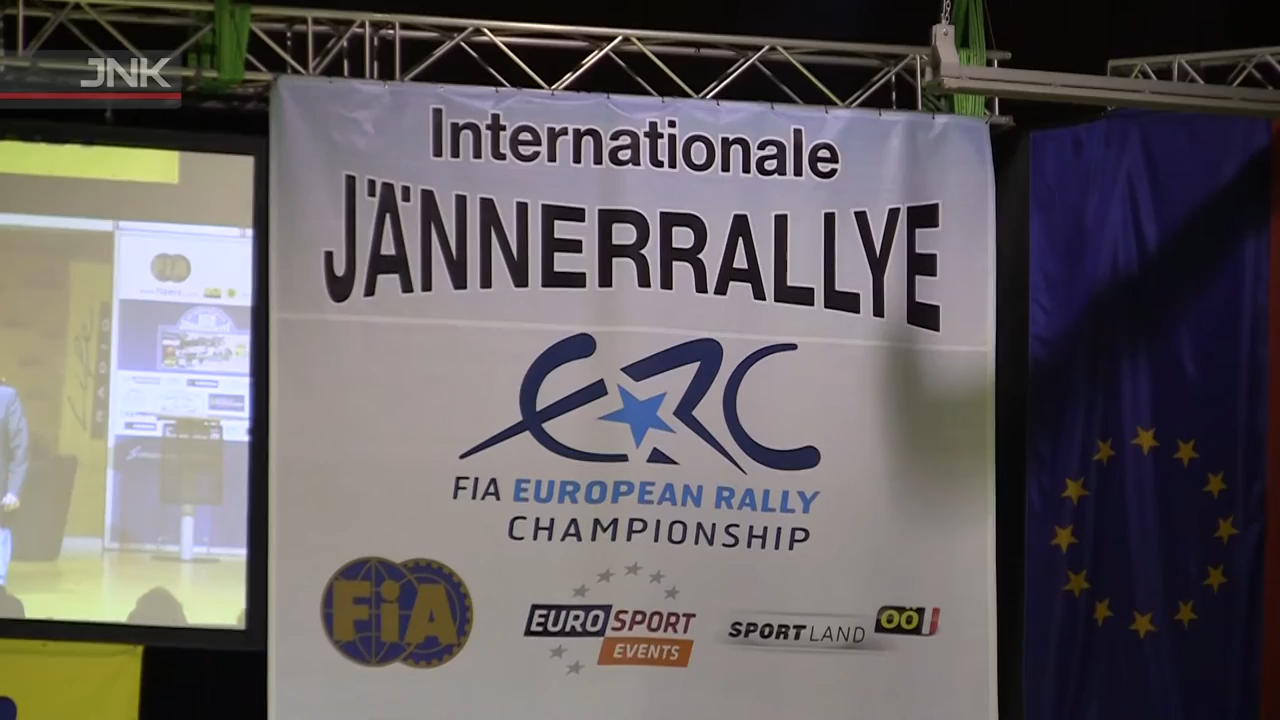 JNK
Internationale
JÄNNERRALLYE
ERC
FIA EUROPEAN RALLY
CHAMPIONSHIP
FiA
EUROSPORT
EVENTS
SPORTLAND
OÖ